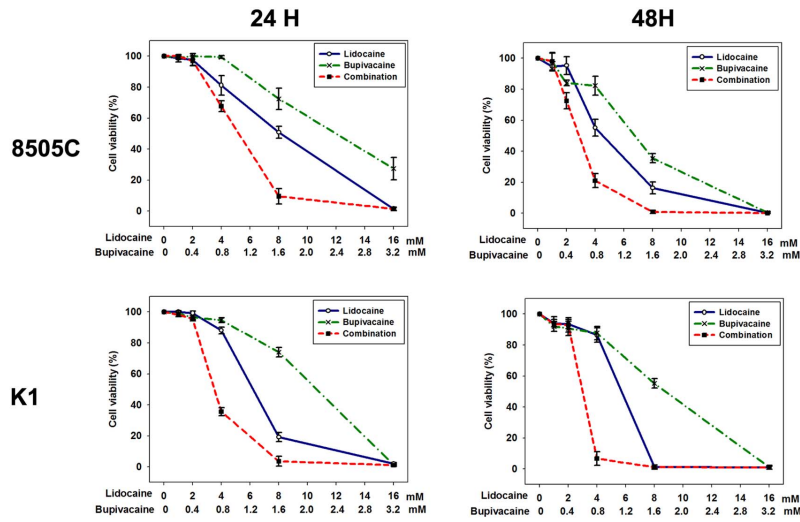 24 H
48H
8505C
K1
Cell viability (%)
100
80
60
40
20
0
Lidocaine
Bupivacaine
Combination
Lidocaine 0 2 4 6 8 10 12 14 16 mM
Bupivacaine 0 0.4 0.8 1.2 1.6 2.0 2.4 2.8 3.2 mM
Cell viability (%)
100
80
60
40
20
0
Lidocaine
Bupivacaine
Combination
Lidocaine 0 2 4 6 8 10 12 14 16 mM
Bupivacaine 0 0.4 0.8 1.2 1.6 2.0 2.4 2.8 3.2 mM
Cell viability (%)
100
80
60
40
20
0
Lidocaine
Bupivacaine
Combination
Lidocaine 0 2 4 6 8 10 12 14 16 mM
Bupivacaine 0 0.4 0.8 1.2 1.6 2.0 2.4 2.8 3.2 mM
Cell viability (%)
100
80
60
40
20
0
Lidocaine
Bupivacaine
Combination
Lidocaine 0 2 4 6 8 10 12 14 16 mM
Bupivacaine 0 0.4 0.8 1.2 1.6 2.0 2.4 2.8 3.2 mM